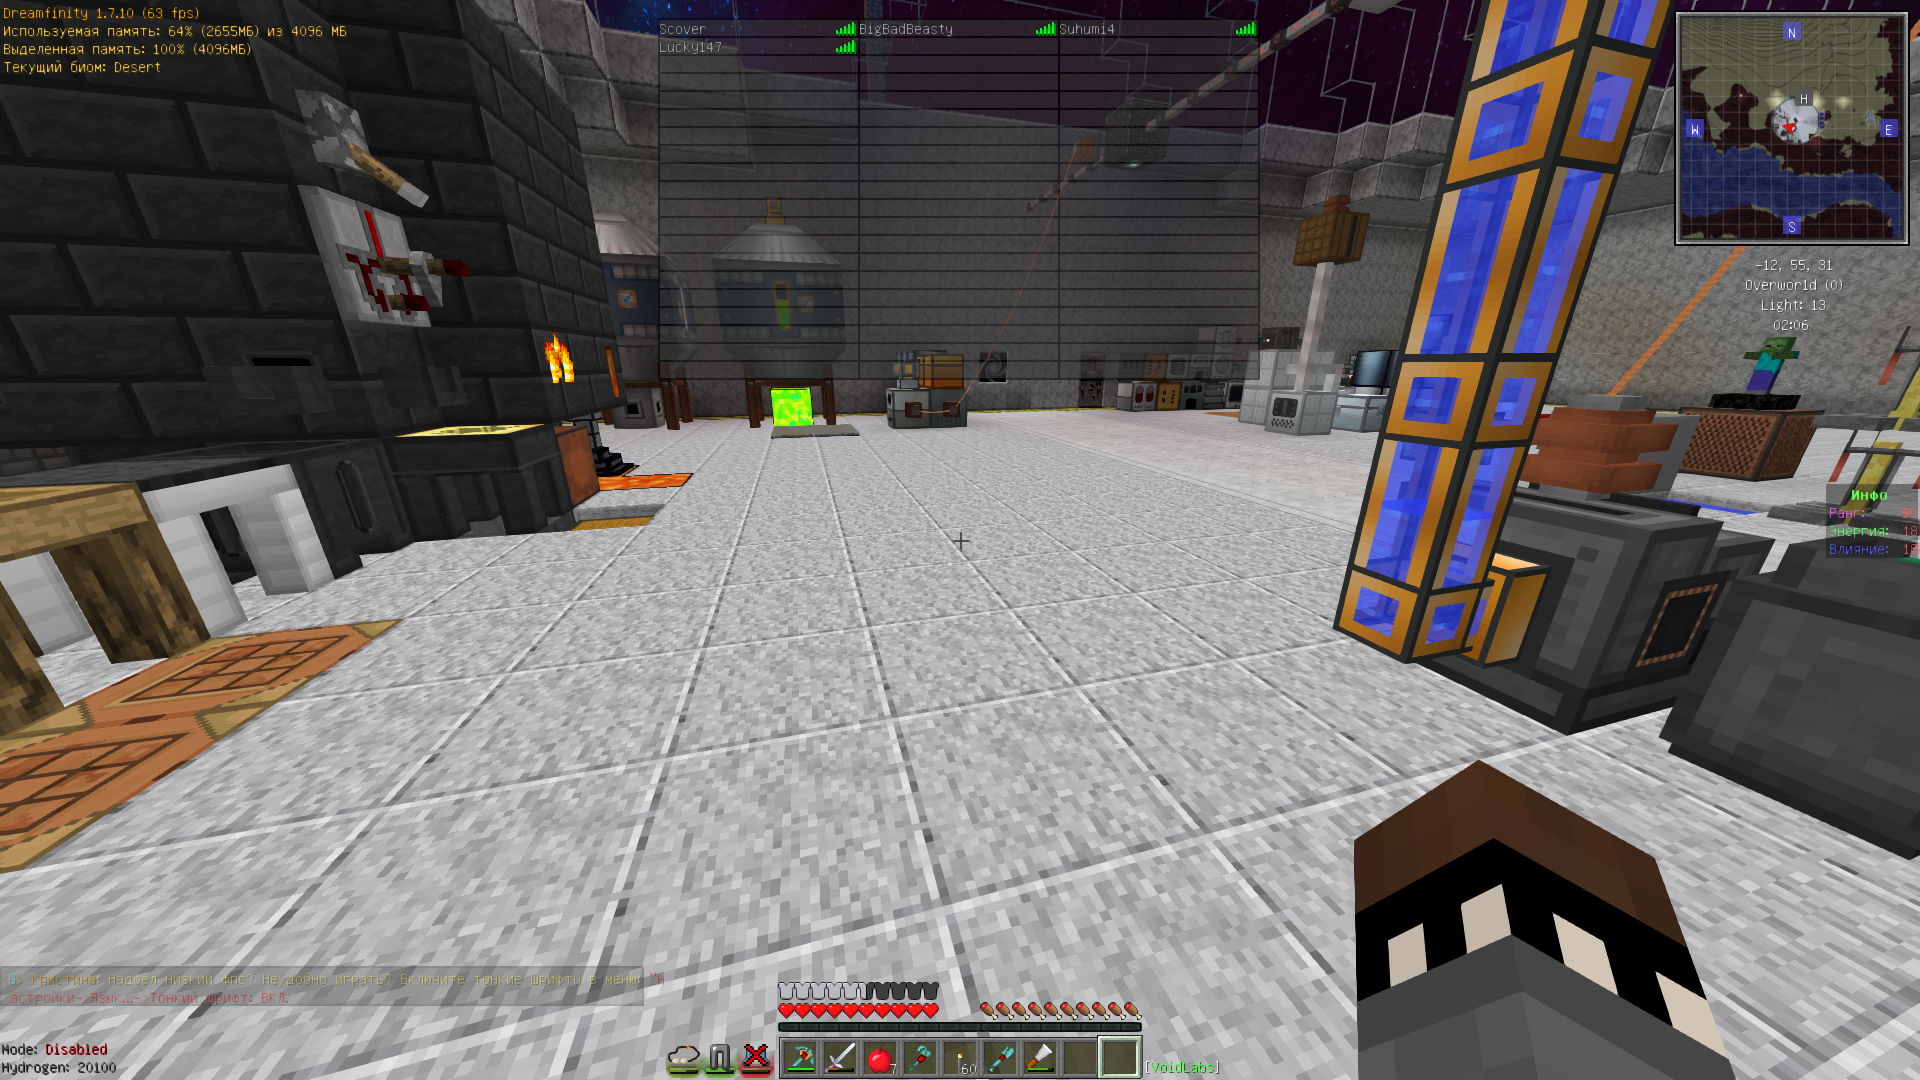 Dreamfinity 1.7.10 (63 fps)
Используемая память: 64% (2655МБ) из 4096 МБ
Выделенная память: 100% (4096МБ)
Текущий биом: Desert
Scover
BigBadBeasty
Suhumi4
Lucky147
N
H
W
E
S
-12, 55, 31
Overworld (0)
Light: 13
02:06
Инфо
Ранг:
Энергия: 18
Влияние: 18
Кристина: Надоел низкий фпс? Неудобно играть? Включите тонкие шрифты в меню: "Н
астройки->Язык...- Тонкий шрифт: ВКЛ.
Mode: Disabled
Hydrogen: 20100
7
60
[VoidLabs]